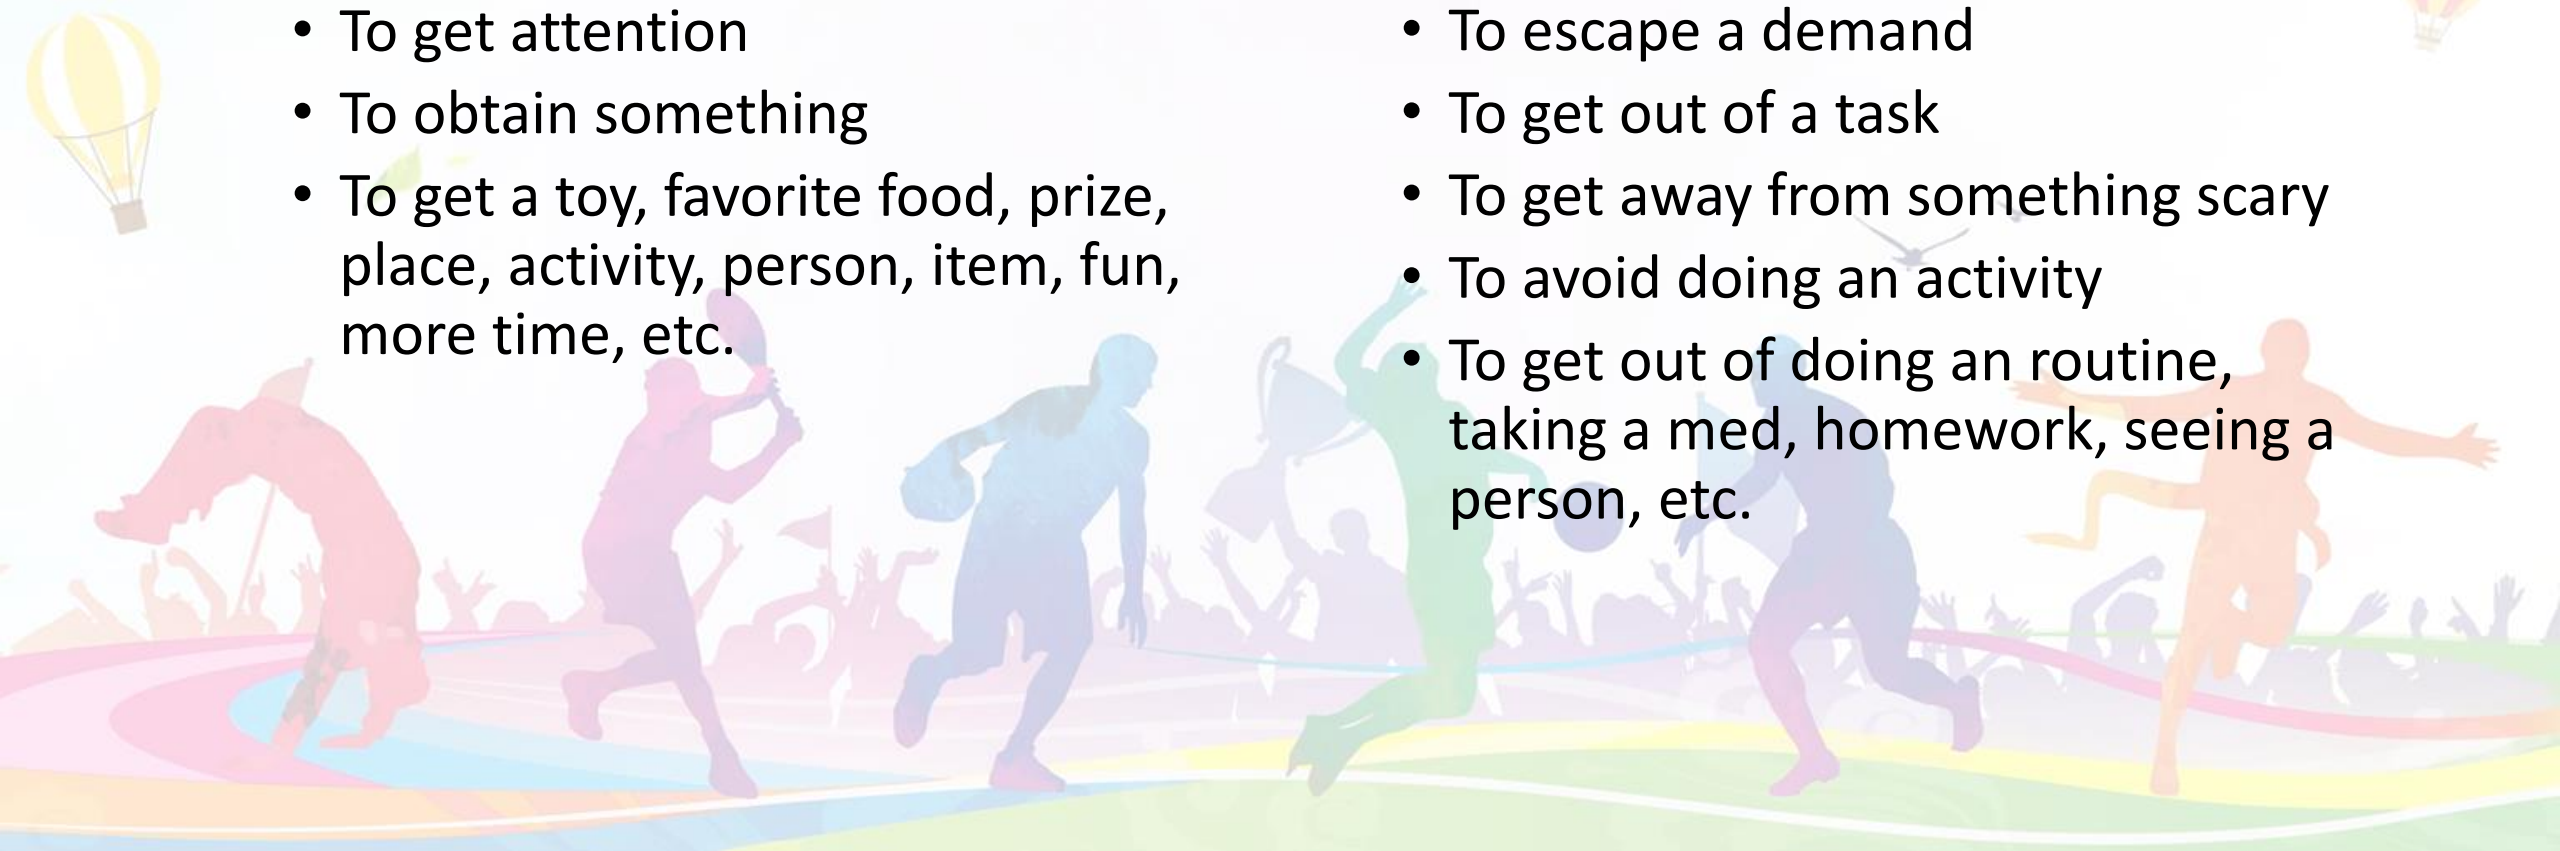 • To get attention
• To obtain something
• To get a toy, favorite food, prize,
place, activity, person, item, fun,
more time, etc.
• To escape a demand
• To get out of a task
• To get away from something scary
• To avoid doing an activity
• To get out of doing an routine,
taking a med, homework, seeing a
person, etc.